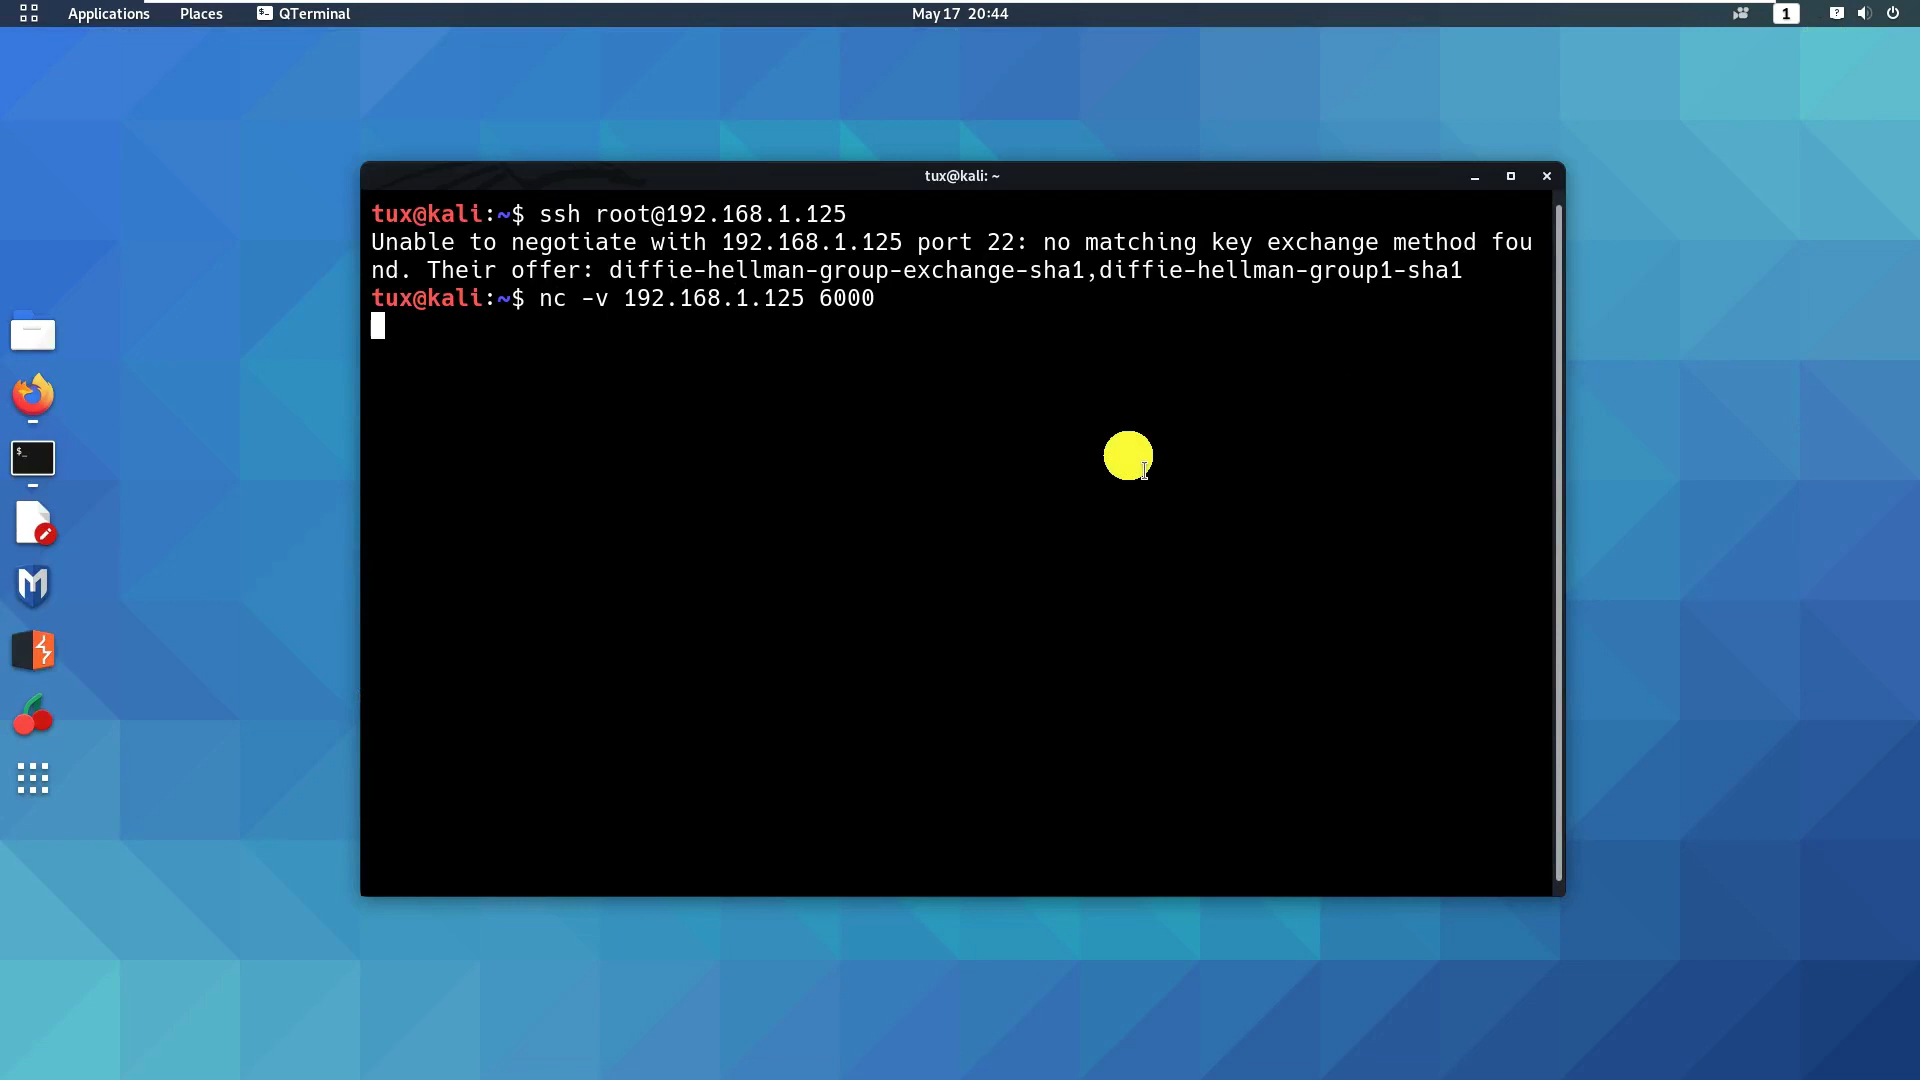 Applications Places QTerminal May 17 20:44 1
tux@kali: ~
tux@kali:~$ ssh root@192.168.1.125
Unable to negotiate with 192.168.1.125 port 22: no matching key exchange method fou
nd. Their offer: diffie-hellman-group-exchange-sha1,diffie-hellman-group1-sha1
tux@kali:~$ nc -v 192.168.1.125 6000